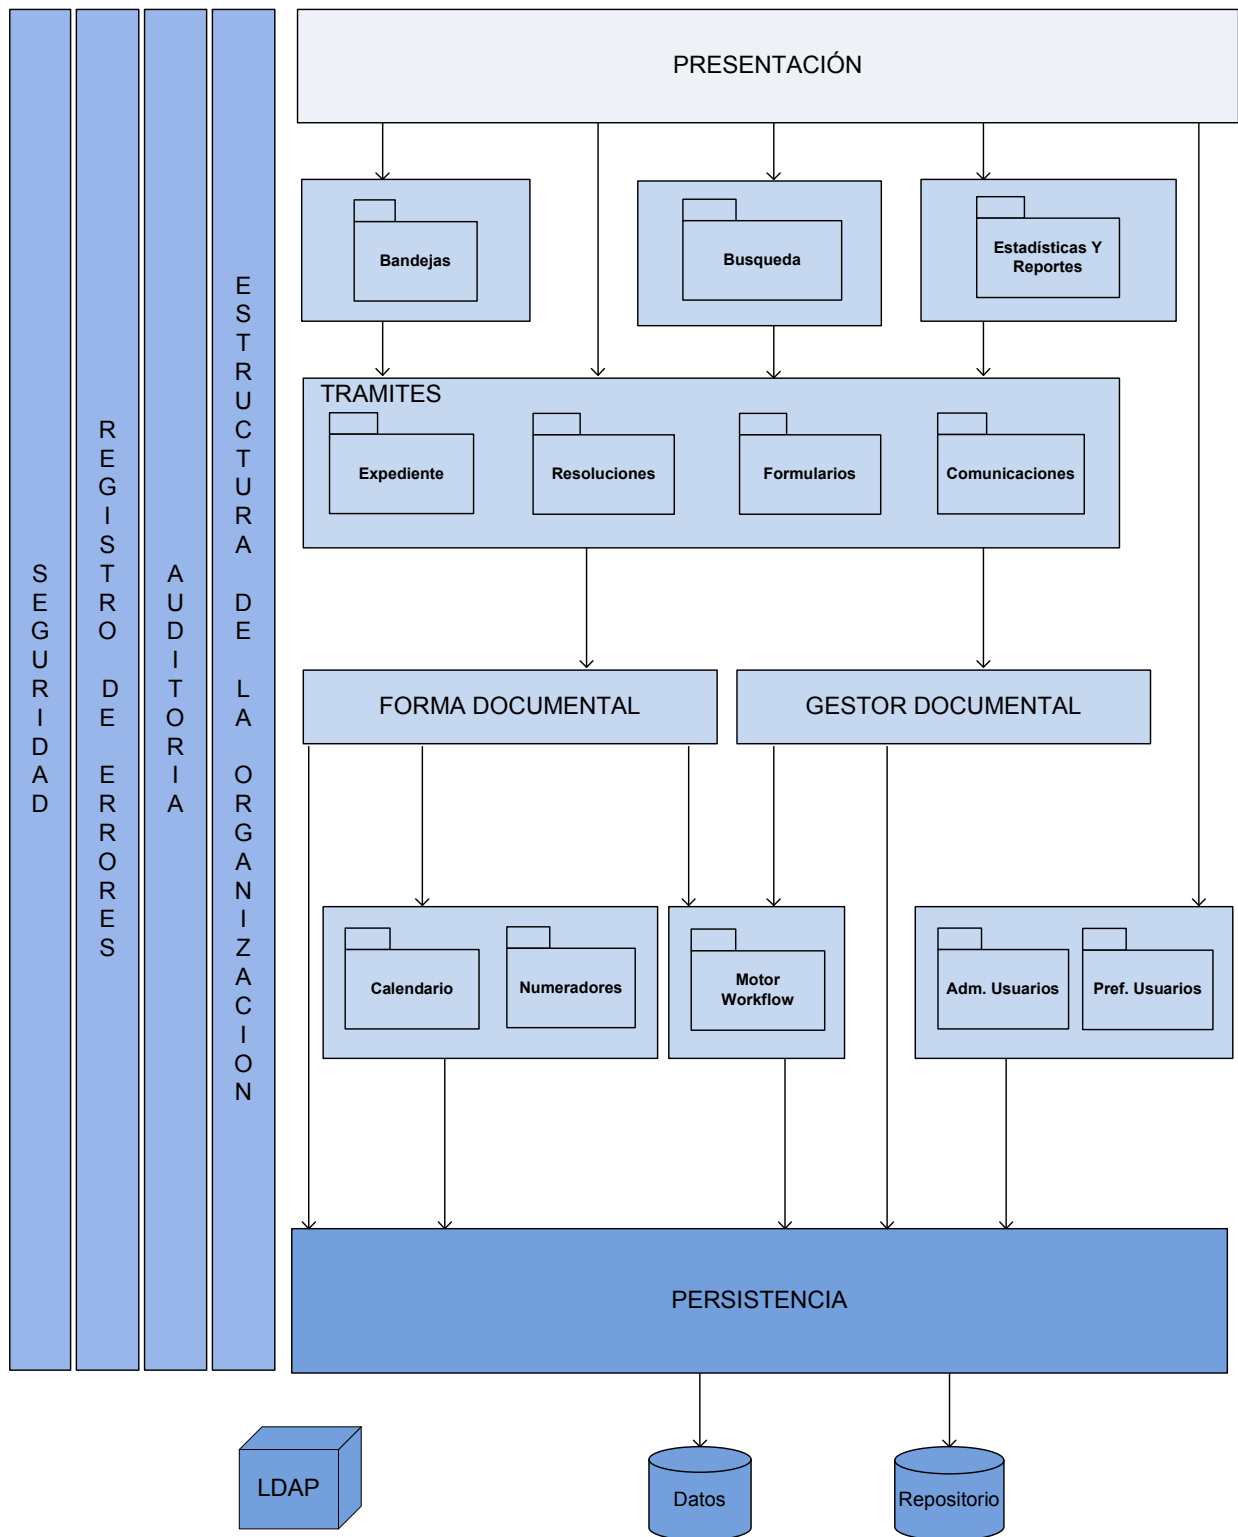 PRESENTACIÓN
Bandejas
Busqueda
Estadísticas Y
Reportes
TRAMITES
Expediente
Resoluciones
Formularios
Comunicaciones
FORMA DOCUMENTAL
GESTOR DOCUMENTAL
Calendario
Numeradores
Motor
Workflow
Adm. Usuarios
Pref. Usuarios
PERSISTENCIA
SEGURIDAD
REGISTRO DE ERRORES
AUDITORIA
ESTRUCTURA DE LA ORGANIZACION
LDAP
Datos
Repositorio